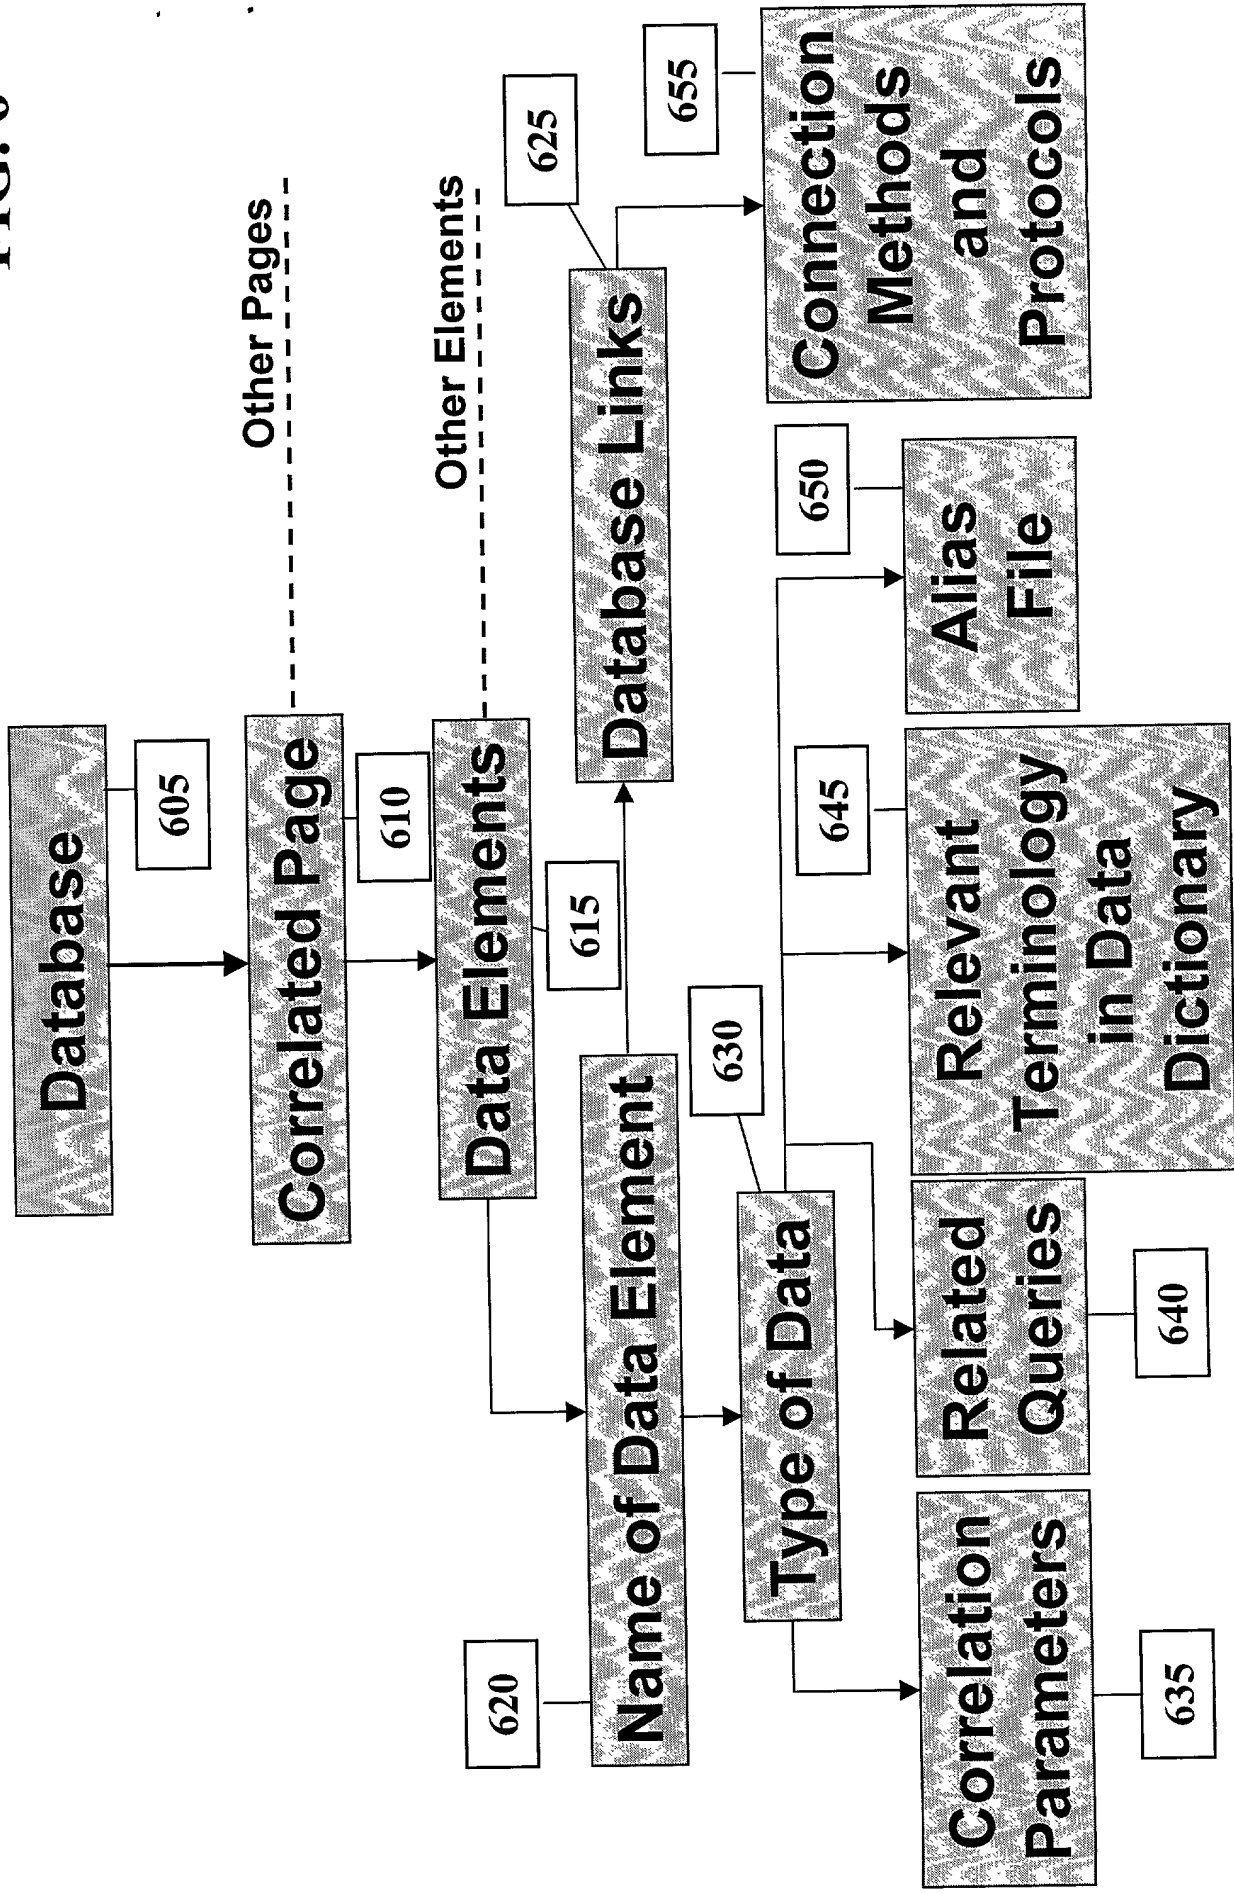 FIG. 6
Database
605
Other Pages
Correlated Page
610
Other Elements
Data Elements
615
625
Database Links
620
Name of Data Element
655
Connection
Methods
and
Protocols
630
Type of Data
650
Alias
File
645
Relevant
Terminology
in Data
Dictionary
Related
Queries
640
Correlation
Parameters
635